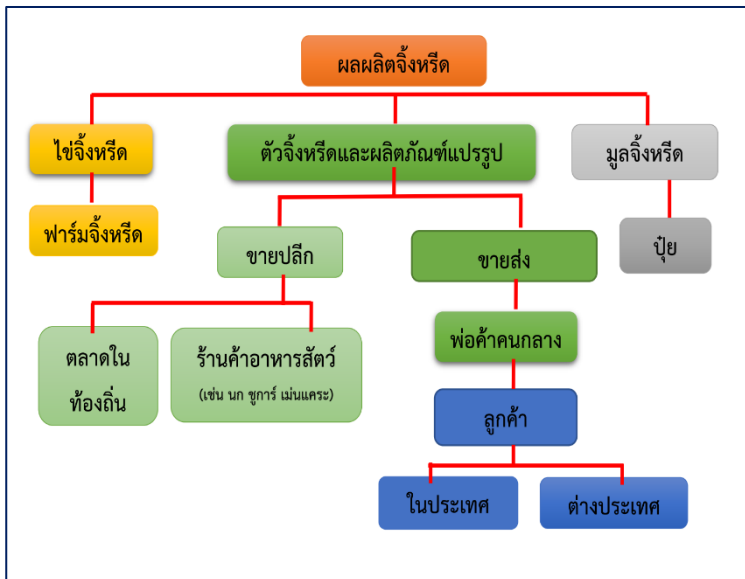 ผลผลิตจิ้งหรีด
ไข่จิ้งหรีด
ตัวจิ้งหรีดและผลิตภัณฑ์แปรรูป
มูลจิ้งหรีด
ฟาร์มจิ้งหรีด
ขายปลีก
ขายส่ง
ปุ๋ย
ตลาดใน
ท้องถิ่น
ร้านค้าอาหารสัตว์
(เช่น นก ชูการ์ เม่นแคระ)
พ่อค้าคนกลาง
ลูกค้า
ในประเทศ
ต่างประเทศ